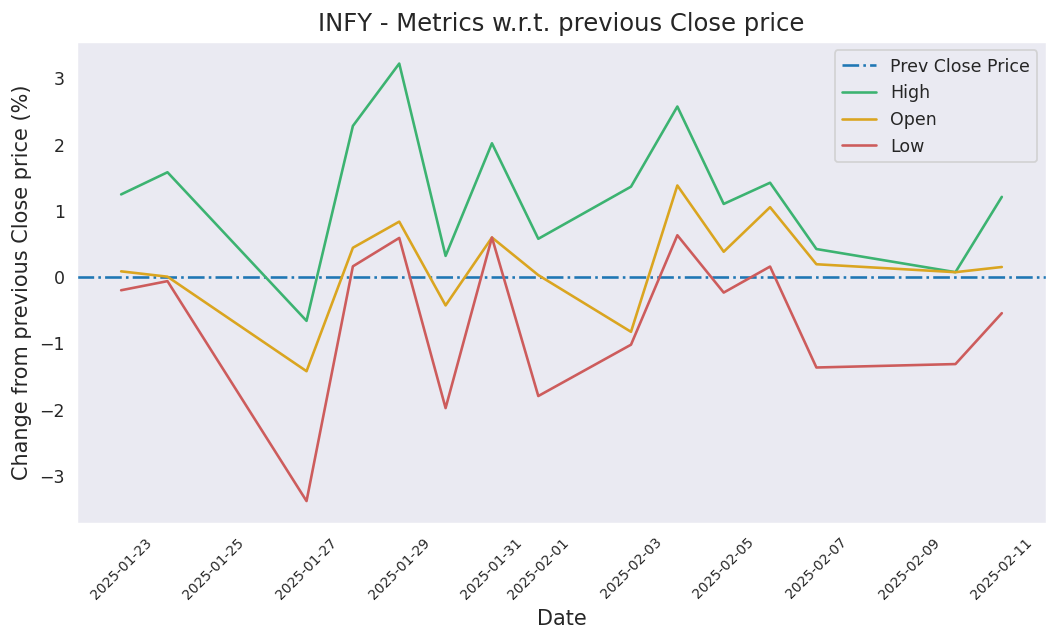 INFY - Metrics w.r.t. previous Close price
Change from previous Close price (%)
3
2
1
0
−1
−2
−3
Prev Close Price
High
Open
Low
2025-01-23
2025-01-25
2025-01-27
2025-01-29
2025-01-31
2025-02-01
2025-02-03
2025-02-05
2025-02-07
2025-02-09
2025-02-11
Date